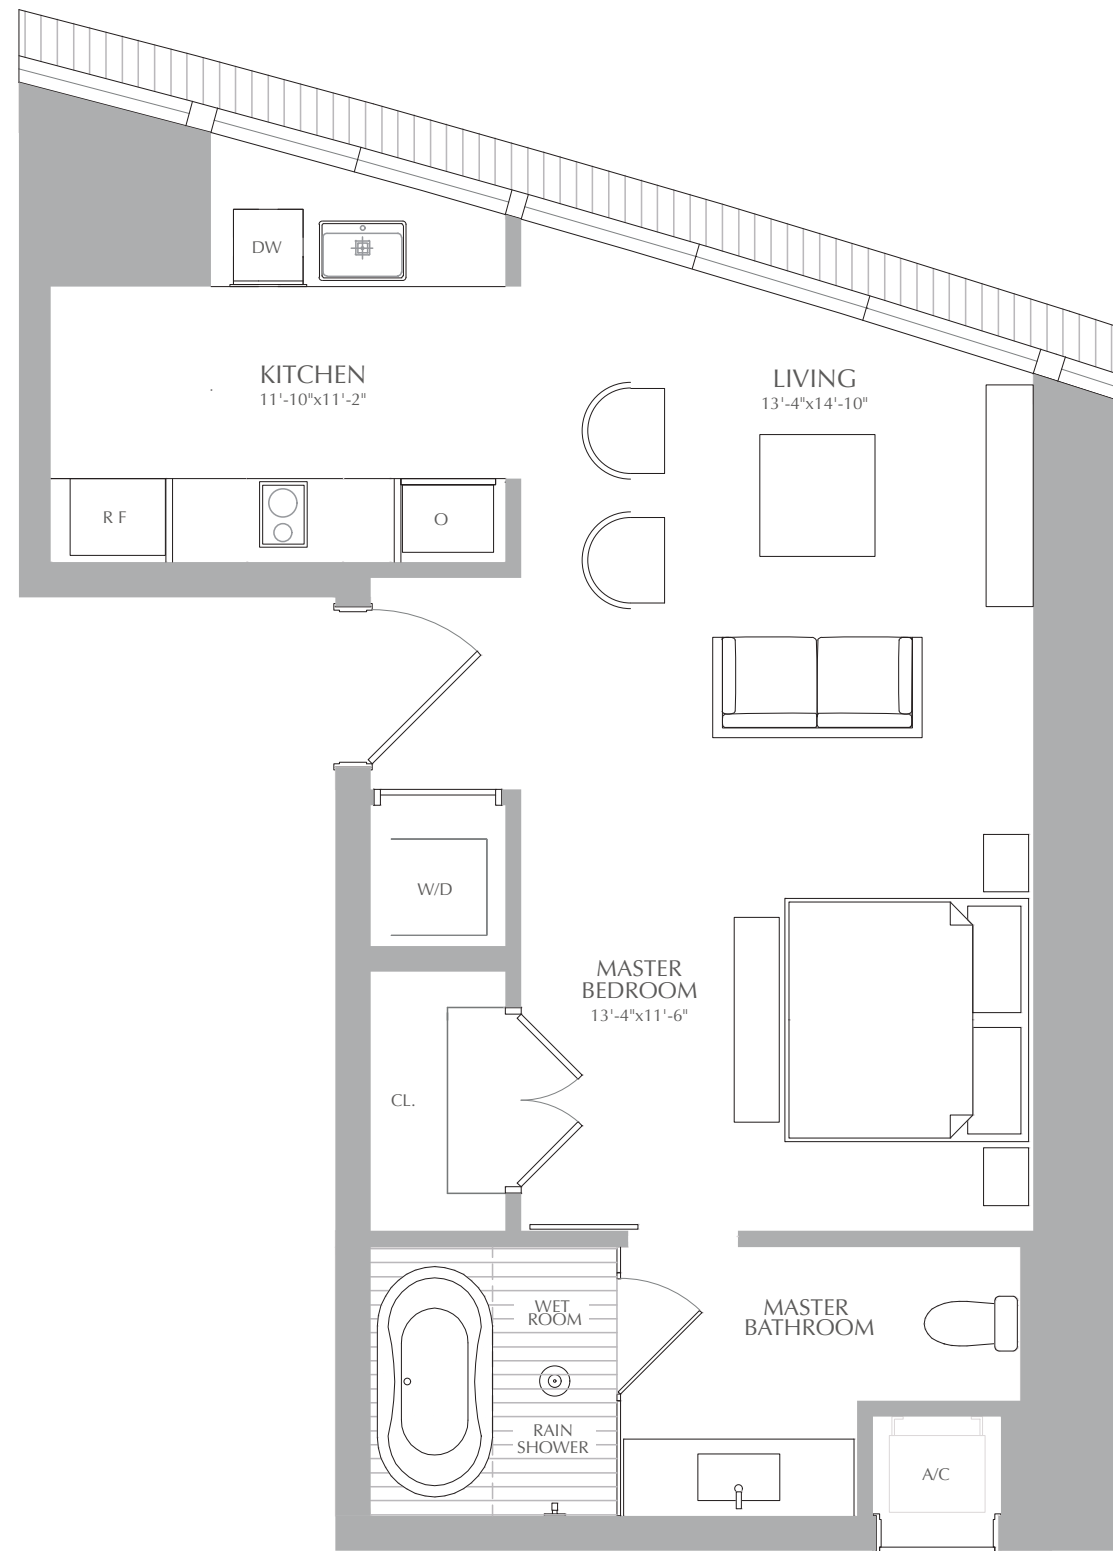 DW
KITCHEN
11'-10"x11'-2"
LIVING
13'-4"x14'-10"
R F
O
W/D
MASTER
BEDROOM
13'-4"x11'-6"
CL.
WET
ROOM
MASTER
BATHROOM
RAIN
SHOWER
A/C